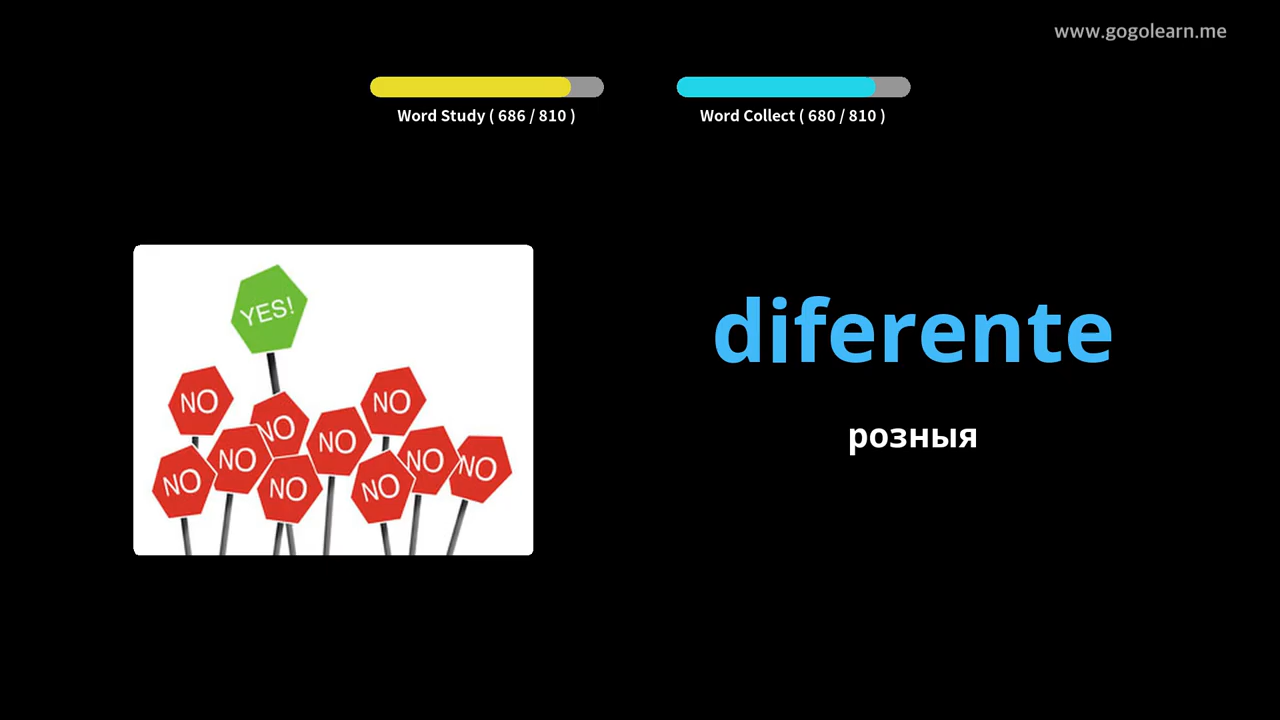 www.gogolearn.me
Word Study ( 686 / 810 )
Word Collect ( 680 / 810 )
YES!
NO
NO
NO
NO
NO
NO
NO
NO
NO
NO
diferente
розныя